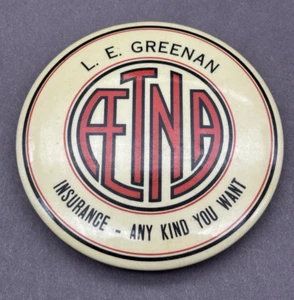 L. E. GREENAN
ÆTNA
INSURANCE - ANY KIND YOU WANT